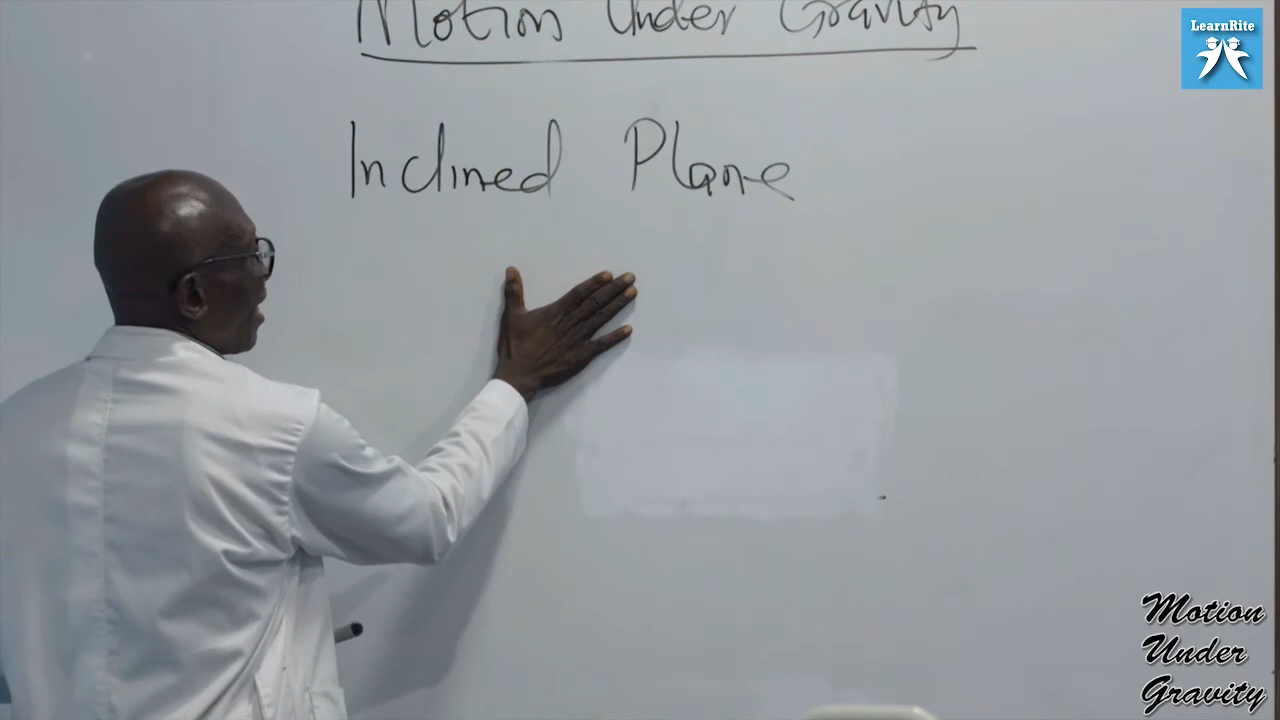 Motion Under Gravity
LearnRite
Inclined Plane
Motion
Under
Gravity